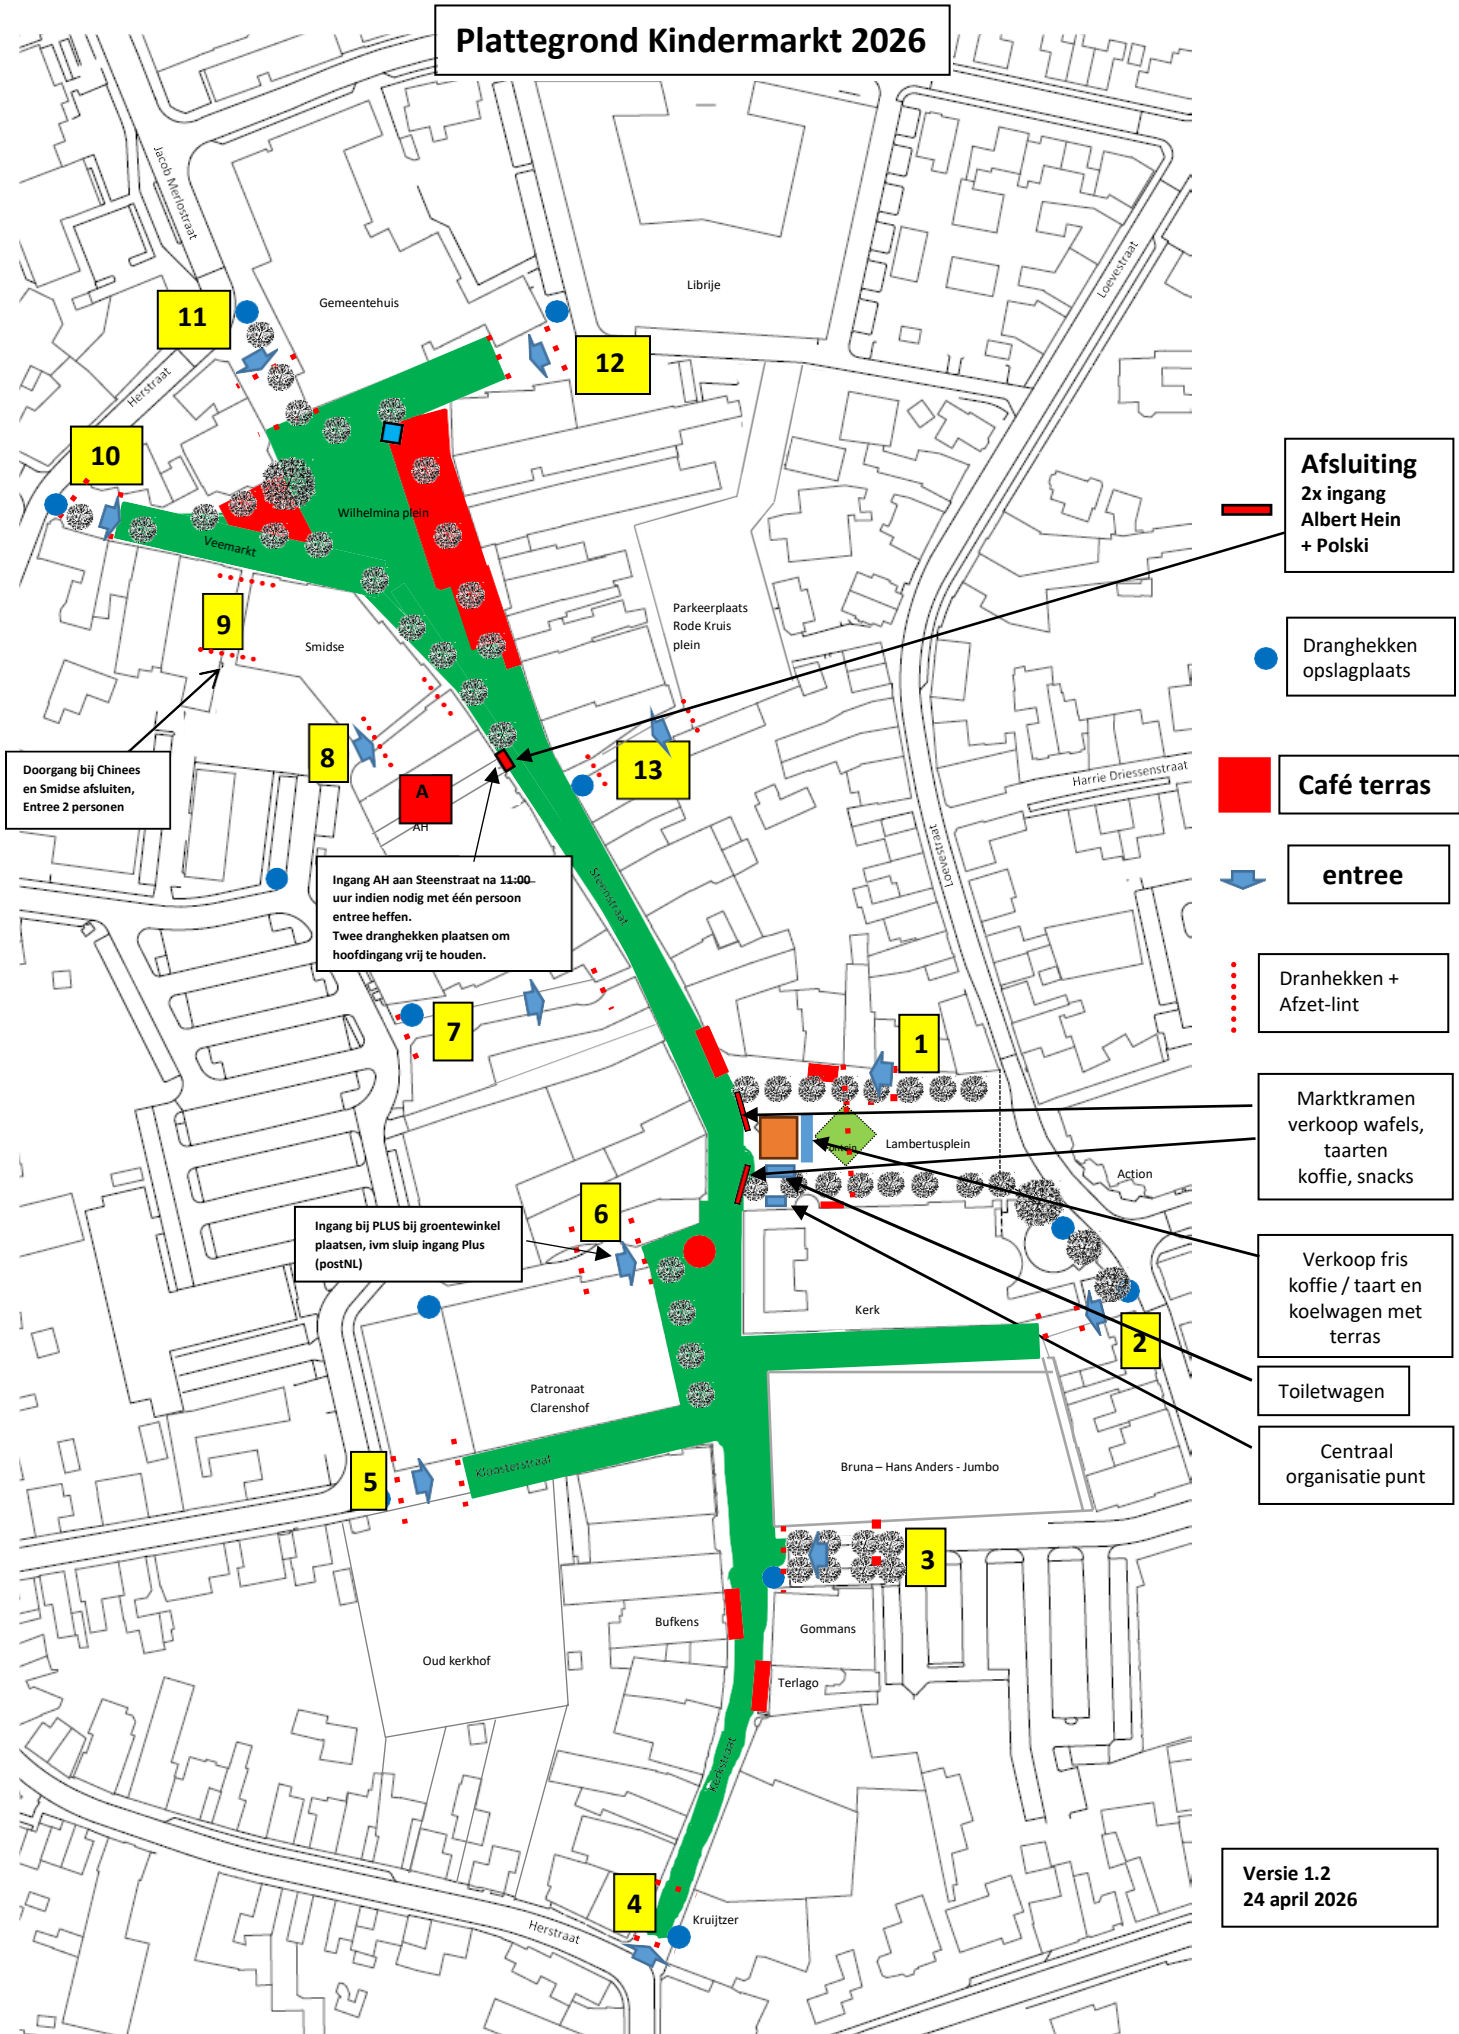 Plattegrond Kindermarkt 2026
Jacob Merlostraat
Gemeentehuis
Librije
Loevestraat
11
12
Herstraat
10
Wilhelmina plein
Veemarkt
9
Smidse
Parkeerplaats
Rode Kruis
plein
8
13
Doorgang bij Chinees
en Smidse afsluiten,
Entree 2 personen
A
AH
Harrie Driessenstraat
Loevestraat
Ingang AH aan Steenstraat na 11:00
uur indien nodig met één persoon
entree heffen.
Twee dranghekken plaatsen om
hoofdingang vrij te houden.
Steenstraat
7
1
Lambertusplein
Action
6
Ingang bij PLUS bij groentewinkel
plaatsen, ivm sluip ingang Plus
(postNL)
Kerk
2
Patronaat
Clarenshof
Kloosterstraat
5
Bruna – Hans Anders - Jumbo
3
Bufkens
Gommans
Oud kerkhof
Terlago
Kerkstraat
4
Kruijtzer
Herstraat
Afsluiting
2x ingang
Albert Hein
+ Polski
Dranghekken
opslagplaats
Café terras
entree
Dranhekken +
Afzet-lint
Marktkramen
verkoop wafels,
taarten
koffie, snacks
Verkoop fris
koffie / taart en
koelwagen met
terras
Toiletwagen
Centraal
organisatie punt
Versie 1.2
24 april 2026